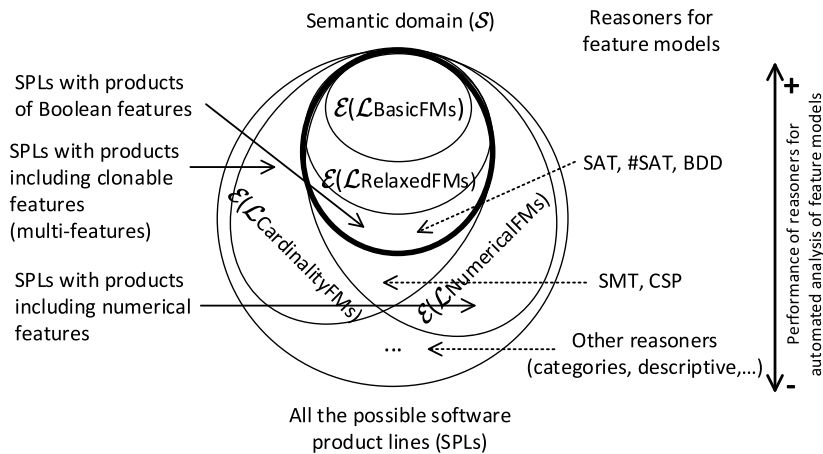 Semantic domain (𝓢)
Reasoners for
feature models
SPLs with products
of Boolean features
SPLs with products
including clonable
features
(multi-features)
SPLs with products
including numerical
features
𝓔(𝓛BasicFMs)
𝓔(𝓛RelaxedFMs)
𝓔(𝓛CardinalityFMs)
𝓔(𝓛NumericalFMs)
...
SAT, #SAT, BDD
SMT, CSP
Other reasoners
(categories, descriptive,...)
+
-
Performance of reasoners for
automated analysis of feature models
All the possible software
product lines (SPLs)